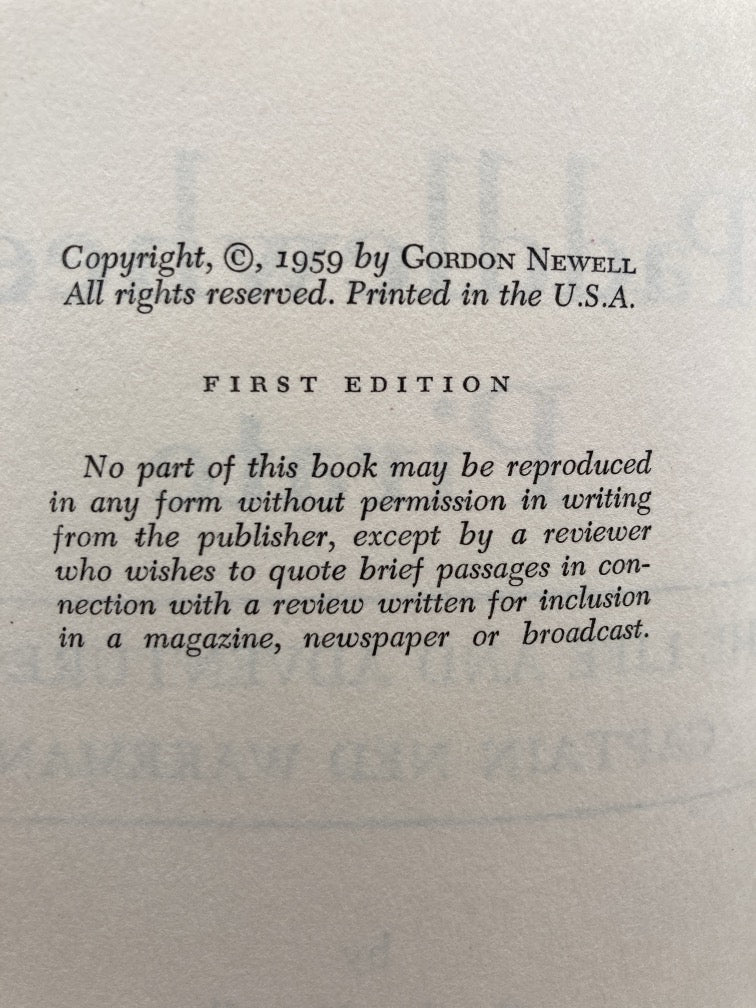 Copyright, ©, 1959 by GORDON NEWELL
All rights reserved. Printed in the U.S.A.
FIRST EDITION
No part of this book may be reproduced
in any form without permission in writing
from the publisher, except by a reviewer
who wishes to quote brief passages in con-
nection with a review written for inclusion
in a magazine, newspaper or broadcast.